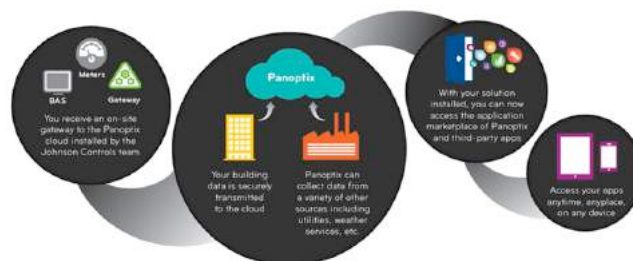 Meters
BAS
Gateway
You receive an on-site
gateway to the Panoptix
cloud installed by the
Johnson Controls team
Panoptix
Your building
data is securely
transmitted
to the cloud
Panoptix can
collect data from
a variety of other
sources including
utilities, weather
services, etc.
With your solution
installed, you can now
access the application
marketplace of Panoptix
and third-party apps
Access your apps
anytime, anyplace,
on any device